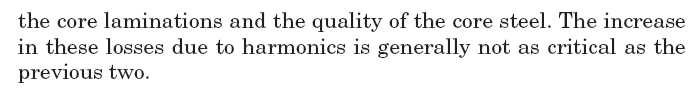 the core laminations and the quality of the core steel. The increase
in these losses due to harmonics is generally not as critical as the
previous two.